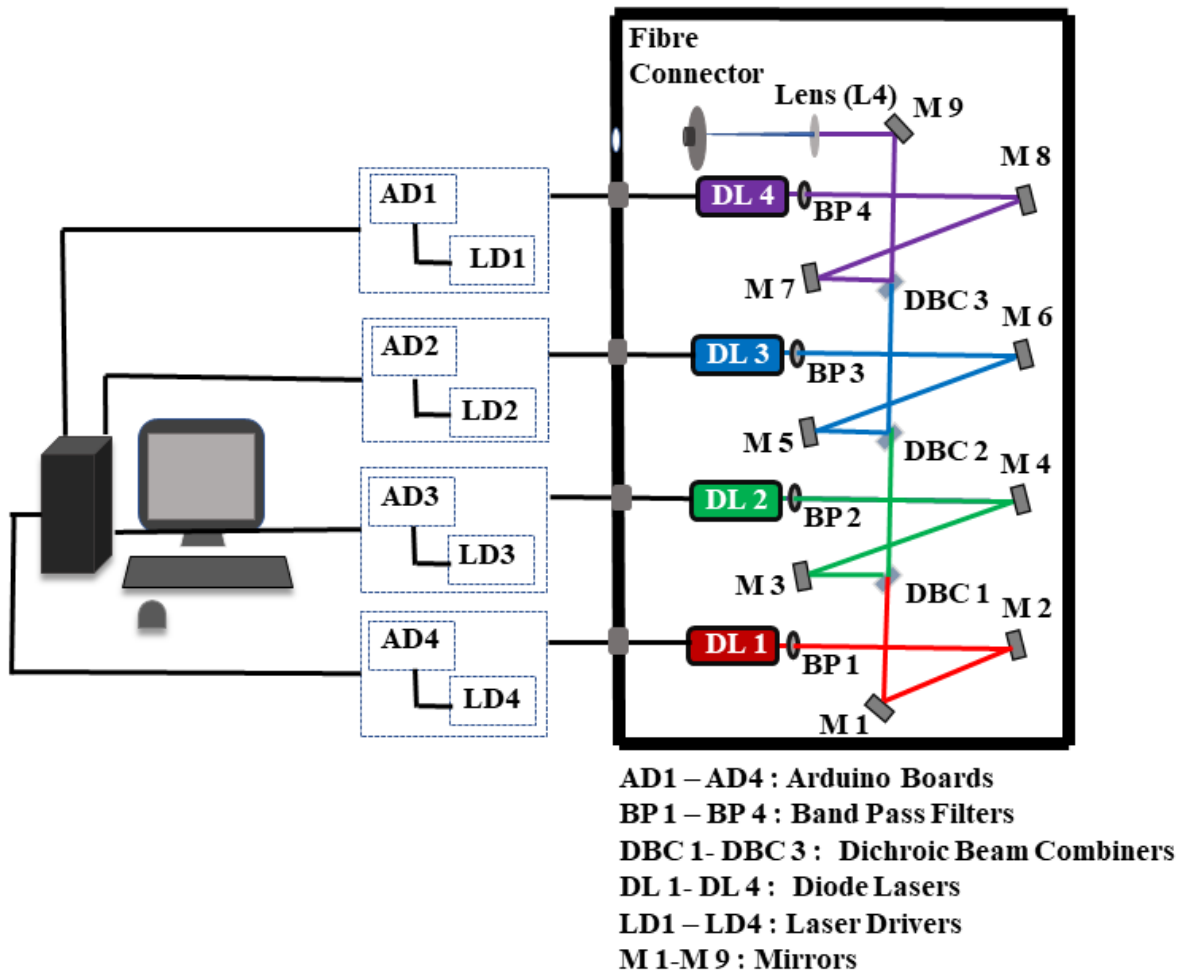 Fibre
Connector
Lens (L4)
M 9
M 8
AD1
LD1
DL 4
BP 4
M 7
DBC 3
M 6
AD2
LD2
DL 3
BP 3
M 5
DBC 2
M 4
AD3
LD3
DL 2
BP 2
M 3
DBC 1
M 2
AD4
LD4
DL 1
BP 1
M 1
AD1 – AD4 : Arduino Boards
BP 1 – BP 4 : Band Pass Filters
DBC 1- DBC 3 : Dichroic Beam Combiners
DL 1- DL 4 : Diode Lasers
LD1 – LD4 : Laser Drivers
M 1-M 9 : Mirrors